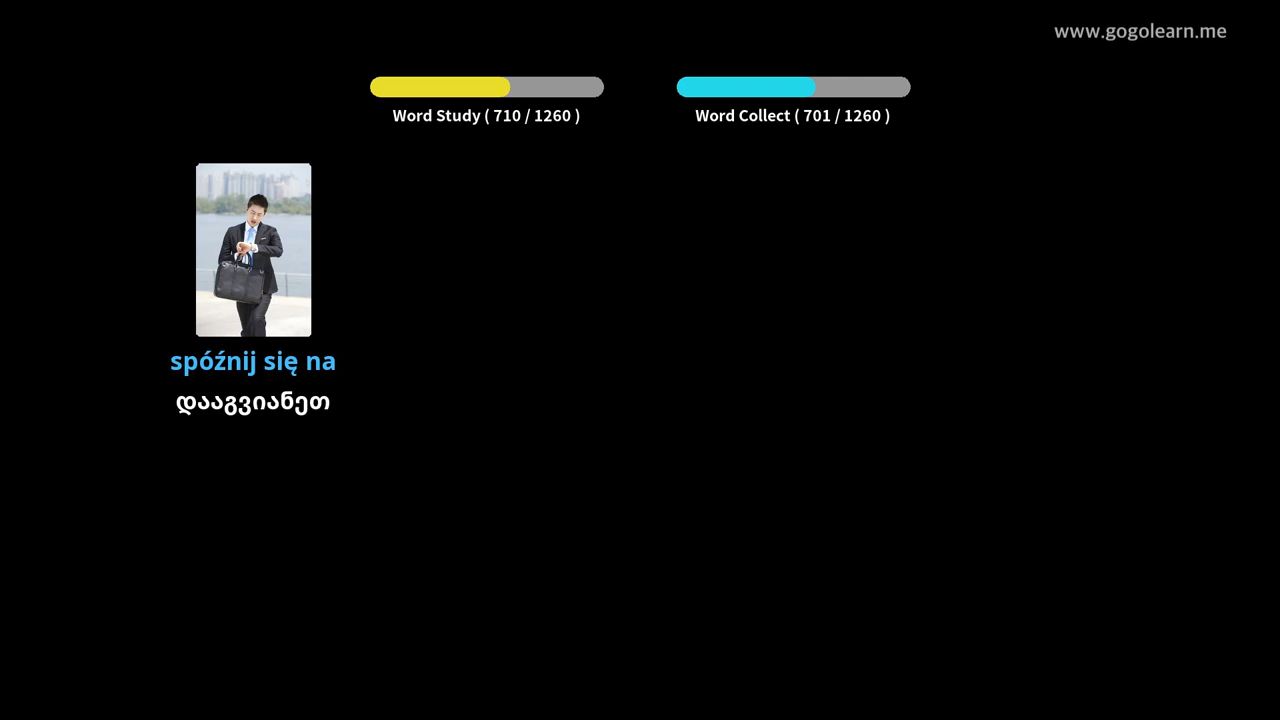 www.gogolearn.me
Word Study ( 710 / 1260 )
Word Collect ( 701 / 1260 )
spóźnij się na
დააგვიანეთ